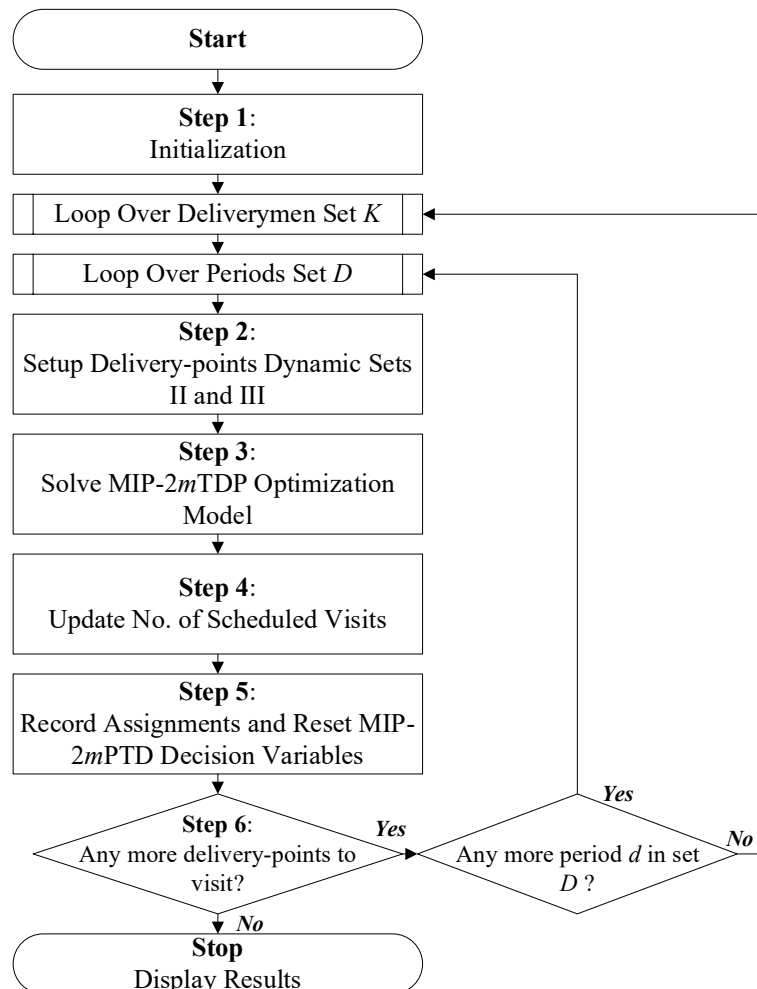 Start
Step 1:
Initialization
Loop Over Deliverymen Set K
Loop Over Periods Set D
Step 2:
Setup Delivery-points Dynamic Sets
II and III
Step 3:
Solve MIP-2mTDP Optimization
Model
Step 4:
Update No. of Scheduled Visits
Step 5:
Record Assignments and Reset MIP-
2mPTD Decision Variables
Step 6:
Any more delivery-points to
visit?
Yes
No
Any more period d in set
D ?
Yes
No
Stop
Display Results